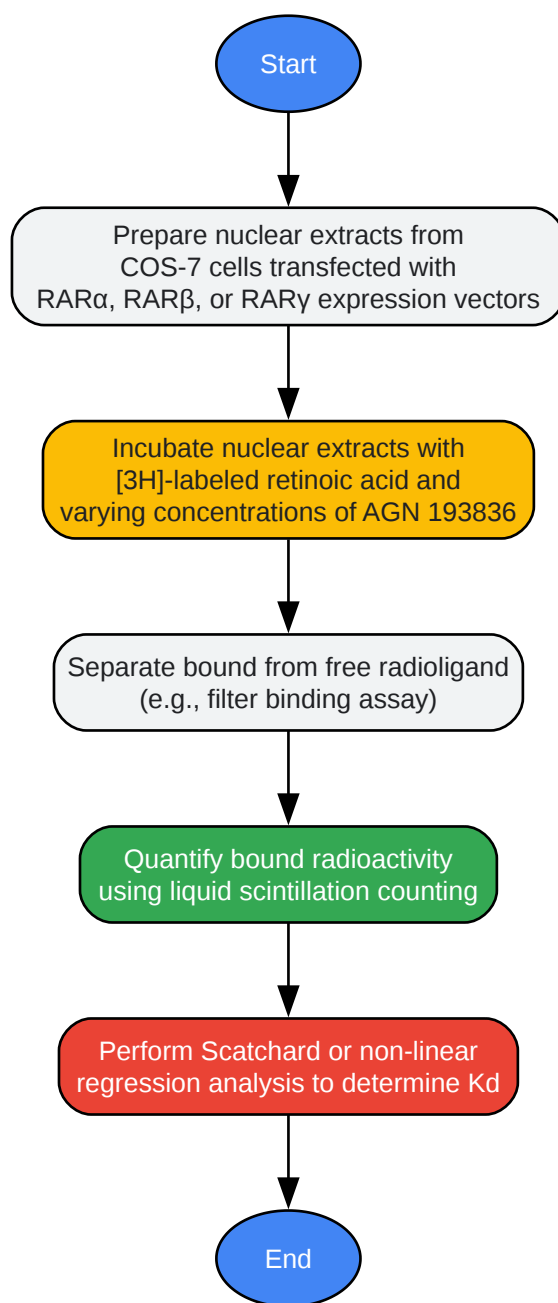 Start
Prepare nuclear extracts from
COS-7 cells transfected with
RARα, RARβ, or RARγ expression vectors
Incubate nuclear extracts with
[3H]-labeled retinoic acid and
varying concentrations of AGN 193836
Separate bound from free radioligand
(e.g., filter binding assay)
Quantify bound radioactivity
using liquid scintillation counting
Perform Scatchard or non-linear
regression analysis to determine Kd
End